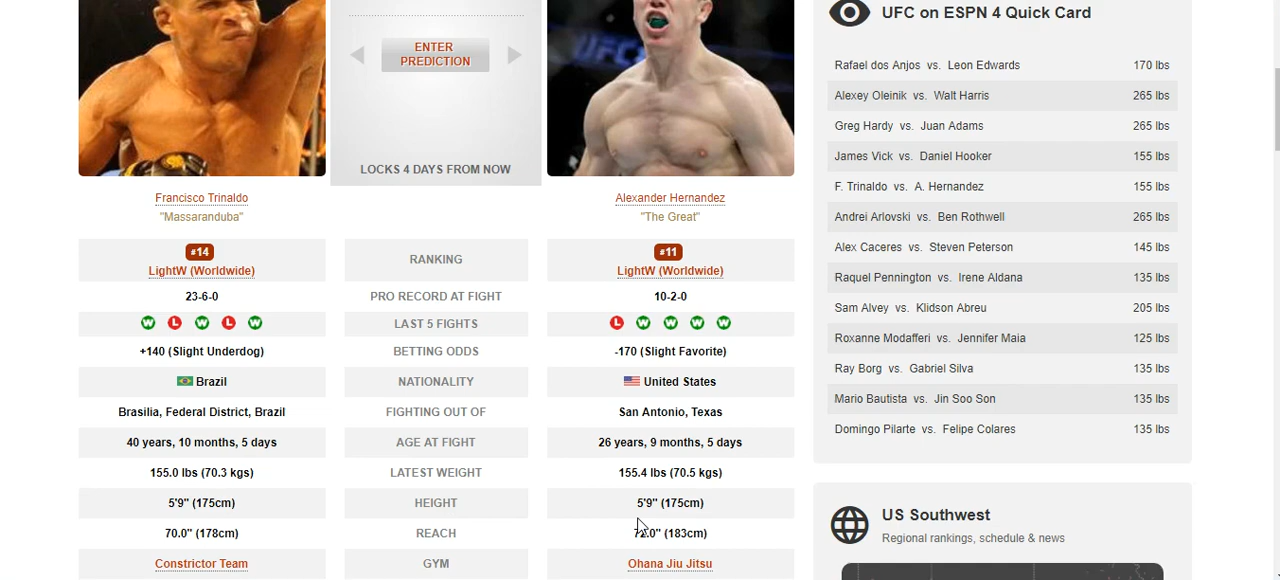 UFC on ESPN 4 Quick Card
Rafael dos Anjos vs. Leon Edwards 170 lbs
Alexey Oleinik vs. Walt Harris 265 lbs
Greg Hardy vs. Juan Adams 265 lbs
James Vick vs. Daniel Hooker 155 lbs
F. Trinaldo vs. A. Hernandez 155 lbs
Andrei Arlovski vs. Ben Rothwell 265 lbs
Alex Caceres vs. Steven Peterson 145 lbs
Raquel Pennington vs. Irene Aldana 135 lbs
Sam Alvey vs. Klidson Abreu 205 lbs
Roxanne Modafferi vs. Jennifer Maia 125 lbs
Ray Borg vs. Gabriel Silva 135 lbs
Mario Bautista vs. Jin Soo Son 135 lbs
Domingo Pilarte vs. Felipe Colares 135 lbs
US Southwest
Regional rankings, schedule & news
ENTER
PREDICTION
LOCKS 4 DAYS FROM NOW
UFC
Francisco Trinaldo Alexander Hernandez
"Massaranduba" "The Great"
#14 RANKING #11
LightW (Worldwide) LightW (Worldwide)
23-6-0 PRO RECORD AT FIGHT 10-2-0
W L W L W LAST 5 FIGHTS L W W W W
+140 (Slight Underdog) BETTING ODDS -170 (Slight Favorite)
Brazil NATIONALITY United States
Brasilia, Federal District, Brazil FIGHTING OUT OF San Antonio, Texas
40 years, 10 months, 5 days AGE AT FIGHT 26 years, 9 months, 5 days
155.0 lbs (70.3 kgs) LATEST WEIGHT 155.4 lbs (70.5 kgs)
5'9" (175cm) HEIGHT 5'9" (175cm)
70.0" (178cm) REACH (183cm)
Constrictor Team GYM Ohana Jiu Jitsu